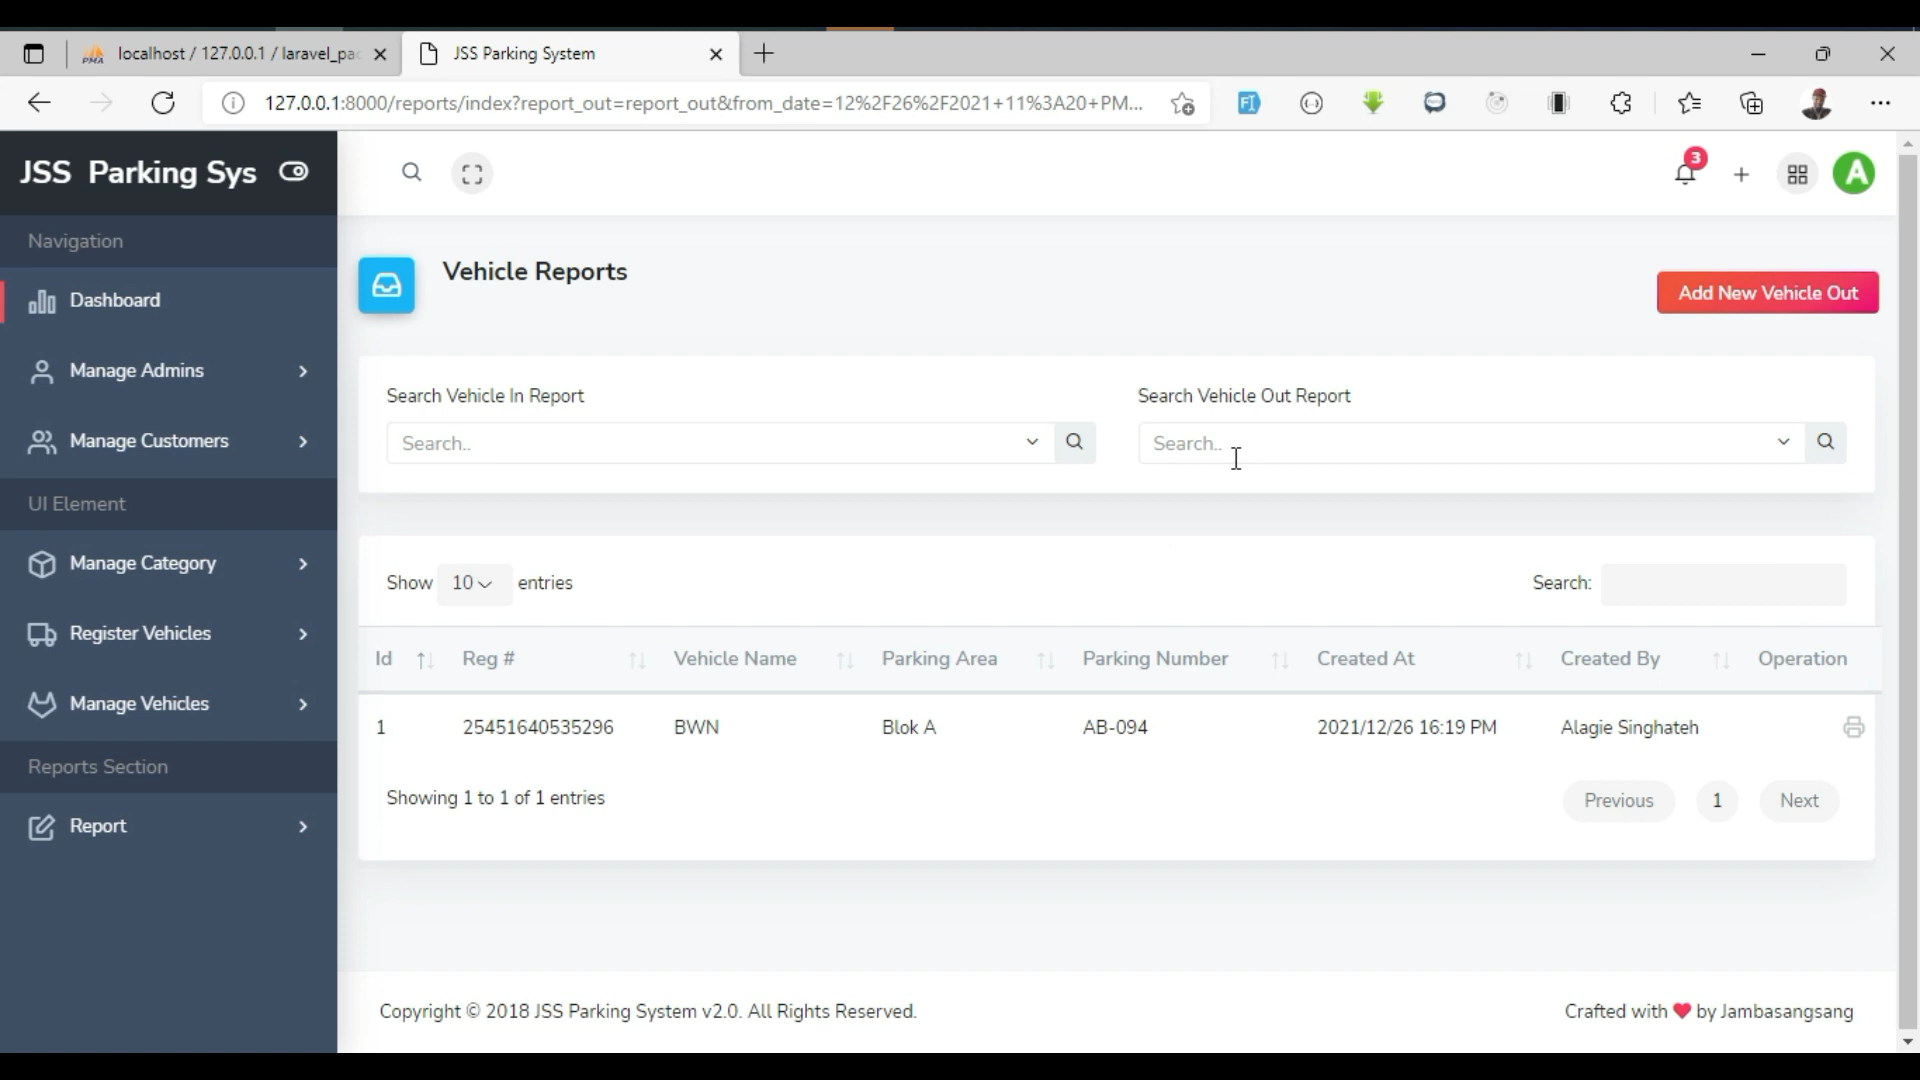 localhost / 127.0.0.1 / laravel_pac
JSS Parking System
127.0.0.1:8000/reports/index?report_out=report_out&from_date=12%2F26%2F2021+11%3A20+PM...
JSS Parking Sys
3
A
Navigation
Dashboard
Manage Admins
Manage Customers
UI Element
Manage Category
Register Vehicles
Manage Vehicles
Reports Section
Report
Vehicle Reports
Add New Vehicle Out
Search Vehicle In Report
Search Vehicle Out Report
Search..
Search..
Show 10 entries
Search:
Id Reg # Vehicle Name Parking Area Parking Number Created At Created By Operation
1 25451640535296 BWN Blok A AB-094 2021/12/26 16:19 PM Alagie Singhateh
Showing 1 to 1 of 1 entries
Previous 1 Next
Copyright © 2018 JSS Parking System v2.0. All Rights Reserved.
Crafted with ❤ by Jambasangsang